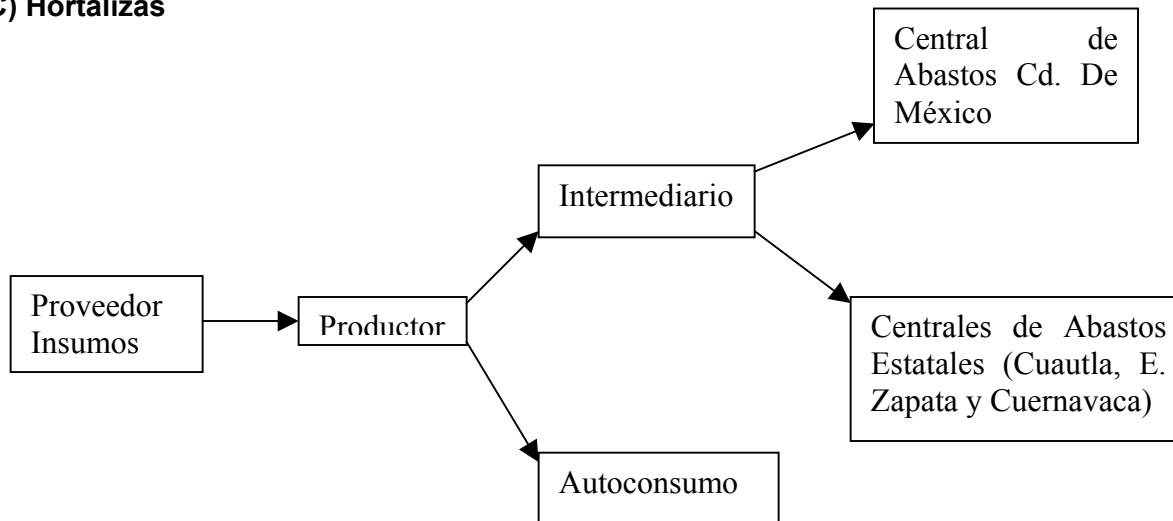 C) Hortalizas
Central de
Abastos Cd. De
México
Intermediario
Proveedor
Insumos
Productor
Centrales de Abastos
Estatales (Cuautla, E.
Zapata y Cuernavaca)
Autoconsumo